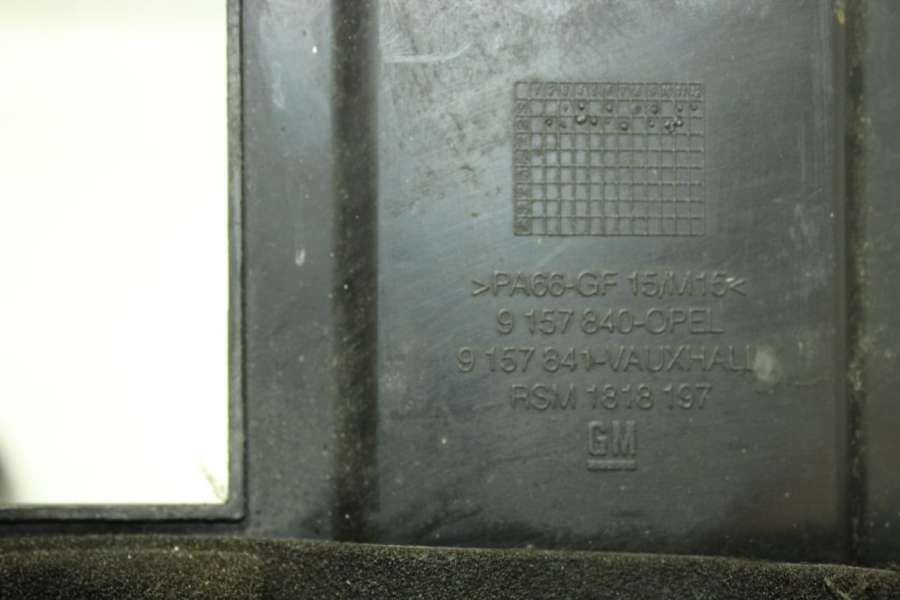 >PA66-GF 15/M15<
9 157 840-OPEL
9 157 841-VAUXHALL
RSM 1818 197
GM